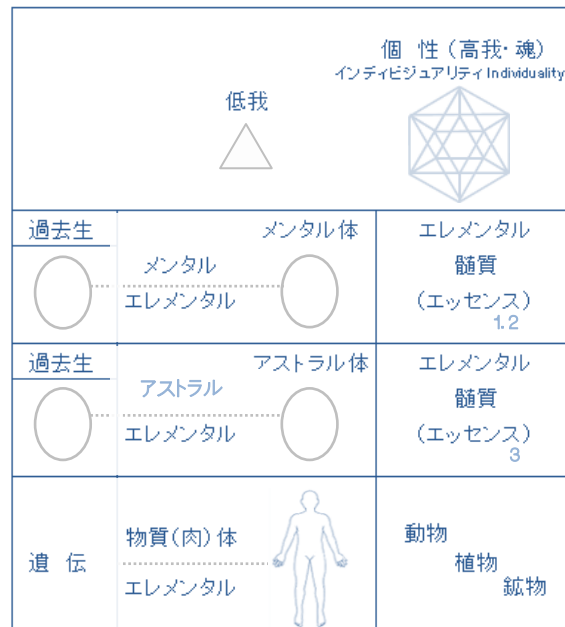 個 性 (高我・魂)
インディビジュアリティ Individuality
低我
過去生
メンタル体
メンタル
エレメンタル
エレメンタル
髄質
(エッセンス)
1.2
過去生
アストラル体
アストラル
エレメンタル
エレメンタル
髄質
(エッセンス)
3
遺 伝
物質(肉)体
エレメンタル
動物
植物
鉱物